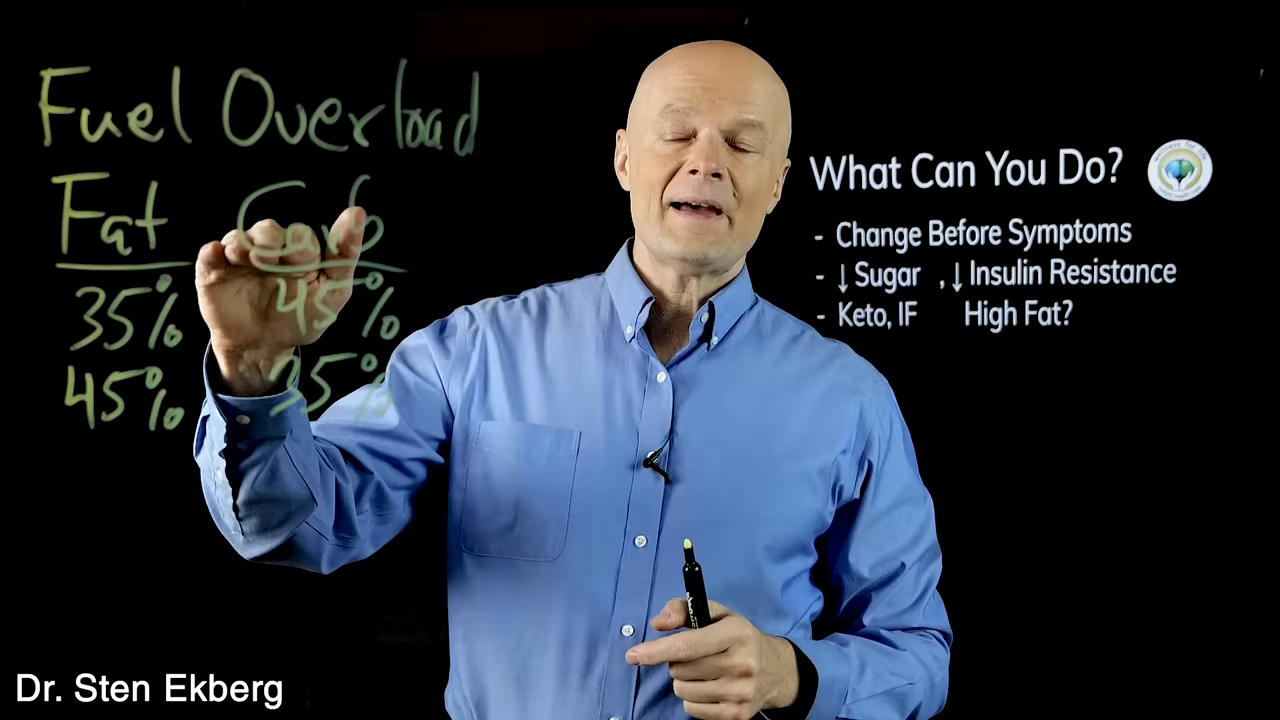 Fuel Overload
Fat Carb
35% 45%
45% 35%
What Can You Do?
- Change Before Symptoms
- ↓ Sugar , ↓ Insulin Resistance
- Keto, IF High Fat?
Dr. Sten Ekberg